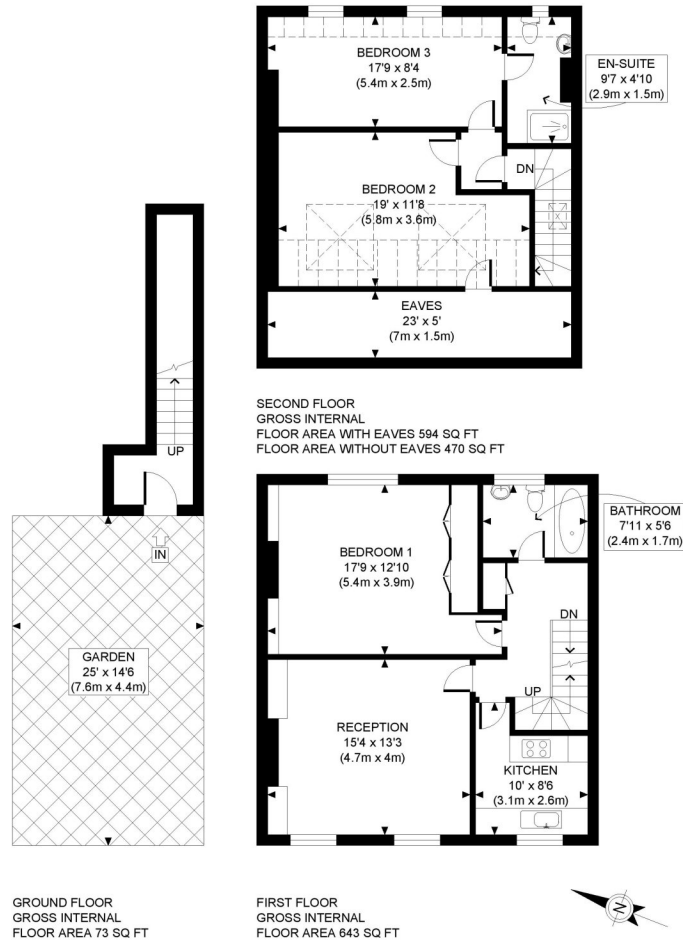 BEDROOM 3
17'9 x 8'4
(5.4m x 2.5m)
EN-SUITE
9'7 x 4'10
(2.9m x 1.5m)
DN
BEDROOM 2
19' x 11'8
(5.8m x 3.6m)
EAVES
23' x 5'
(7m x 1.5m)
SECOND FLOOR
GROSS INTERNAL
FLOOR AREA WITH EAVES 594 SQ FT
FLOOR AREA WITHOUT EAVES 470 SQ FT
UP
IN
GARDEN
25' x 14'6
(7.6m x 4.4m)
BEDROOM 1
17'9 x 12'10
(5.4m x 3.9m)
BATHROOM
7'11 x 5'6
(2.4m x 1.7m)
DN
UP
RECEPTION
15'4 x 13'3
(4.7m x 4m)
KITCHEN
10' x 8'6
(3.1m x 2.6m)
GROUND FLOOR
GROSS INTERNAL
FLOOR AREA 73 SQ FT
FIRST FLOOR
GROSS INTERNAL
FLOOR AREA 643 SQ FT
N